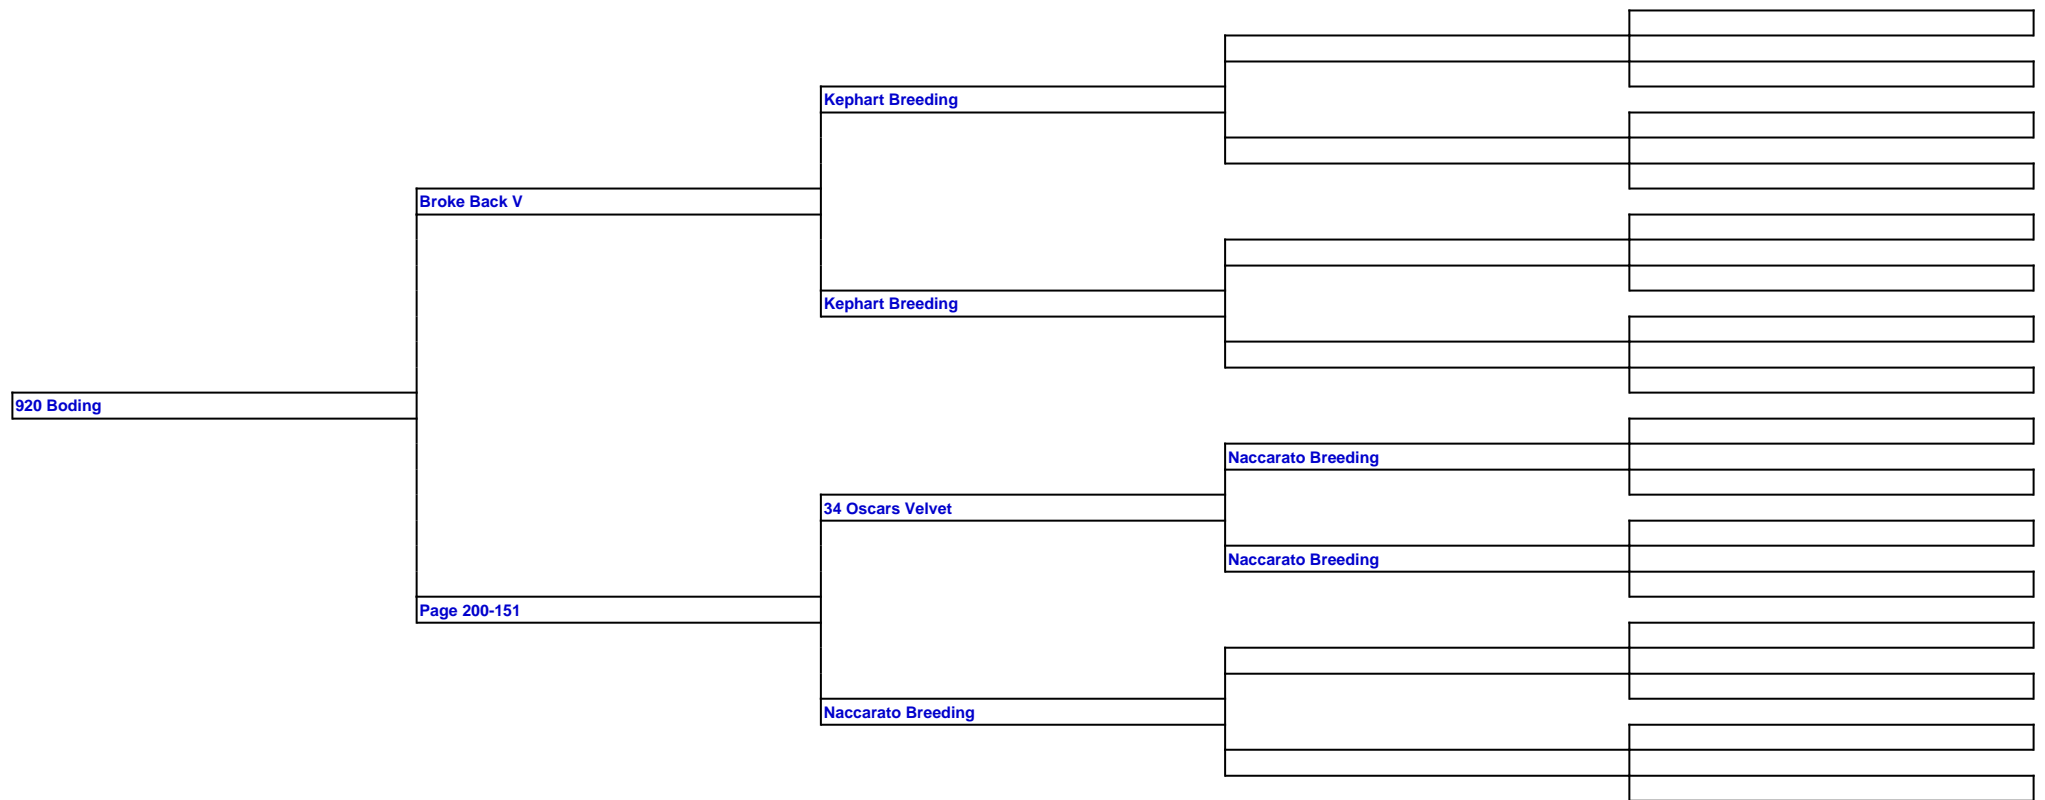 Kephart Breeding
Broke Back V
Kephart Breeding
920 Boding
Naccarato Breeding
34 Oscars Velvet
Naccarato Breeding
Page 200-151
Naccarato Breeding